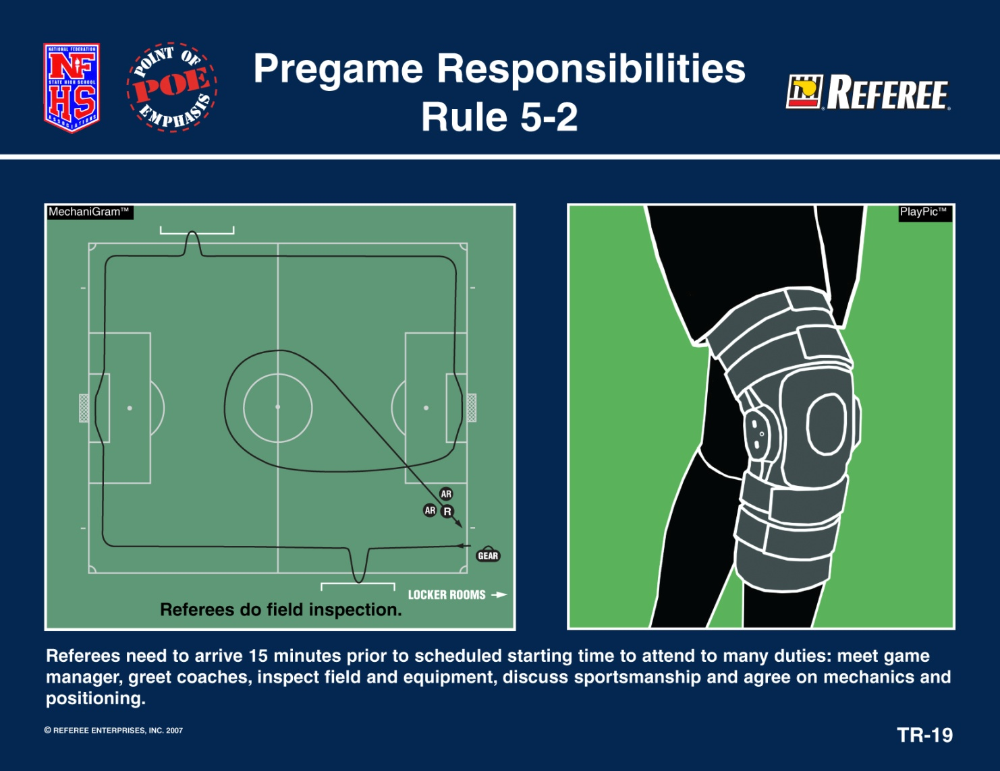 NATIONAL FEDERATION
NF
STATE HIGH SCHOOL
HS
ASSOCIATIONS
POINT OF
POE
EMPHASIS
Pregame Responsibilities
Rule 5-2
REFEREE®
MechaniGram™
AR
AR R
GEAR
LOCKER ROOMS
Referees do field inspection.
PlayPic™
Referees need to arrive 15 minutes prior to scheduled starting time to attend to many duties: meet game
manager, greet coaches, inspect field and equipment, discuss sportsmanship and agree on mechanics and
positioning.
© REFEREE ENTERPRISES, INC. 2007
TR-19